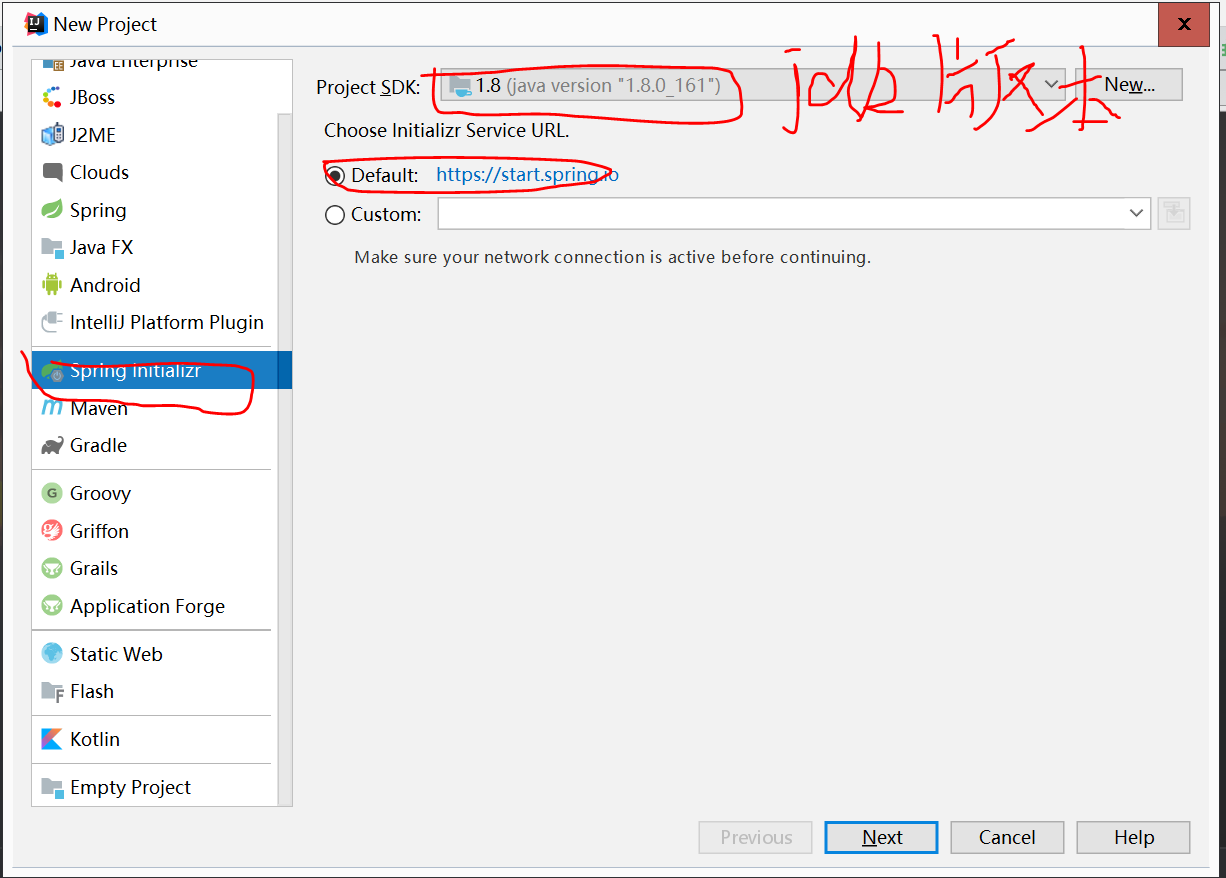 New Project
Java Enterprise
JBoss
J2ME
Clouds
Spring
Java FX
Android
IntelliJ Platform Plugin
Spring Initializr
Maven
Gradle
Groovy
Griffon
Grails
Application Forge
Static Web
Flash
Kotlin
Empty Project
Project SDK: 1.8 (java version "1.8.0_161") New...
jdk版本
Choose Initializr Service URL.
Default: https://start.spring.io
Custom:
Make sure your network connection is active before continuing.
Previous Next Cancel Help